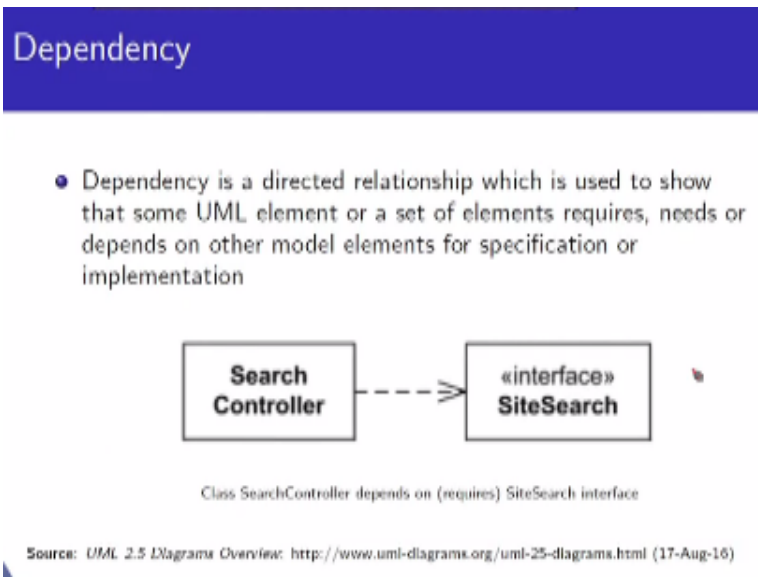 Dependency
Dependency is a directed relationship which is used to show
that some UML element or a set of elements requires, needs or
depends on other model elements for specification or
implementation
Search
Controller
«interface»
SiteSearch
Class SearchController depends on (requires) SiteSearch interface
Source: UML 2.5 Diagrams Overview: http://www.uml-diagrams.org/uml-25-diagrams.html (17-Aug-16)